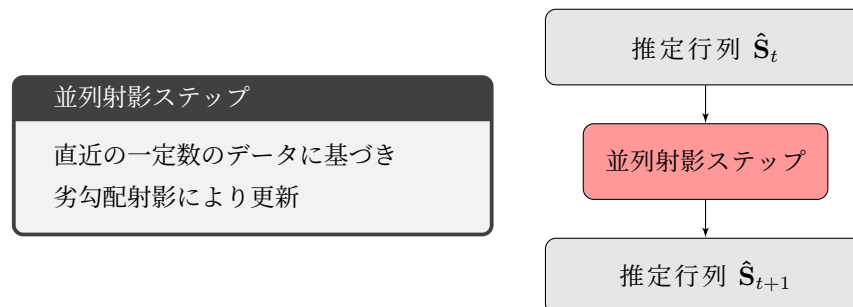 並列射影ステップ
直近の一定数のデータに基づき
劣勾配射影により更新
推定行列 Ŝ_t
並列射影ステップ
推定行列 Ŝ_{t+1}